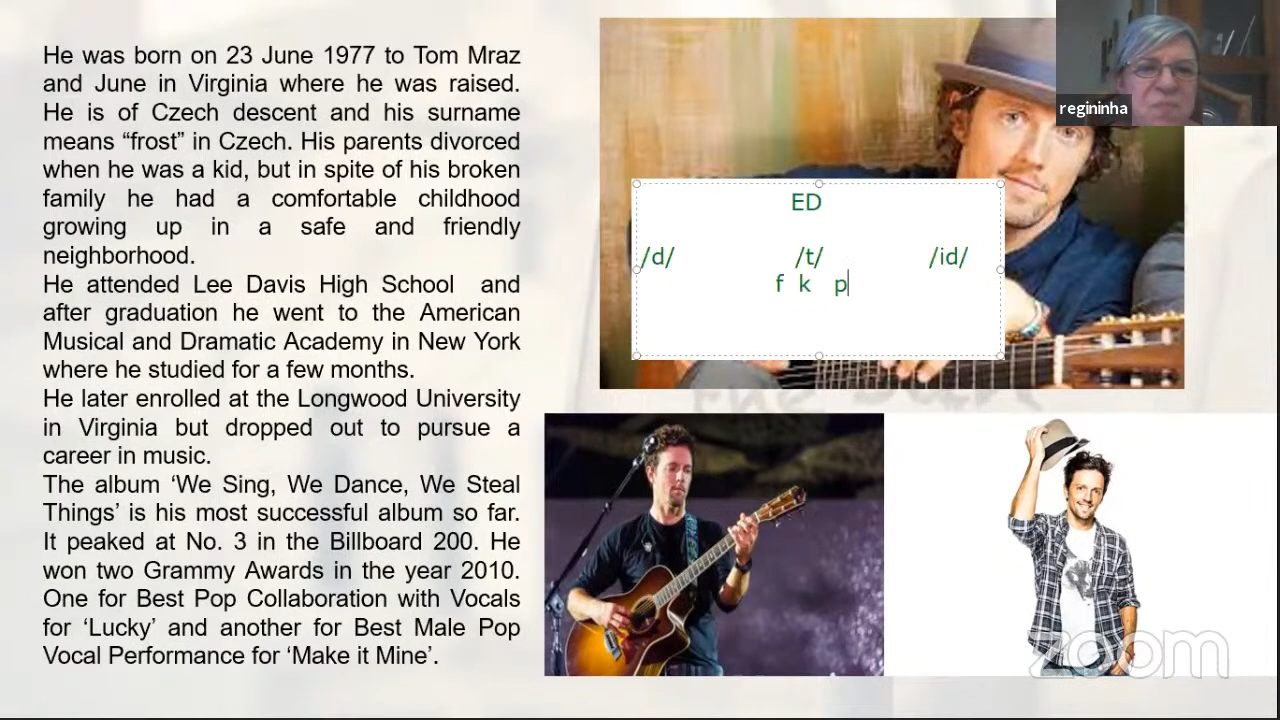 He was born on 23 June 1977 to Tom Mraz
and June in Virginia where he was raised.
He is of Czech descent and his surname
means “frost” in Czech. His parents divorced
when he was a kid, but in spite of his broken
family he had a comfortable childhood
growing up in a safe and friendly
neighborhood.
He attended Lee Davis High School and
after graduation he went to the American
Musical and Dramatic Academy in New York
where he studied for a few months.
He later enrolled at the Longwood University
in Virginia but dropped out to pursue a
career in music.
The album ‘We Sing, We Dance, We Steal
Things’ is his most successful album so far.
It peaked at No. 3 in the Billboard 200. He
won two Grammy Awards in the year 2010.
One for Best Pop Collaboration with Vocals
for ‘Lucky’ and another for Best Male Pop
Vocal Performance for ‘Make it Mine’.
regininha
ED
/d/ /t/ /id/
f k p
zoom